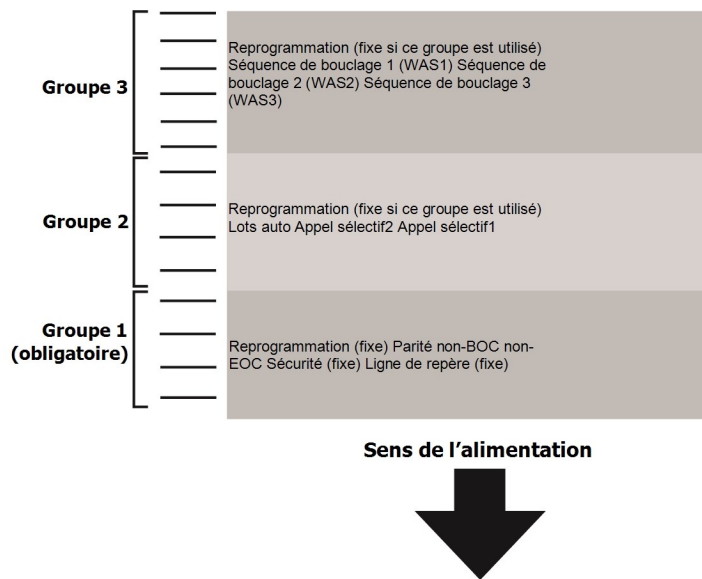 Groupe 3
Reprogrammation (fixe si ce groupe est utilisé)
Séquence de bouclage 1 (WAS1) Séquence de
bouclage 2 (WAS2) Séquence de bouclage 3
(WAS3)
Groupe 2
Reprogrammation (fixe si ce groupe est utilisé)
Lots auto Appel sélectif2 Appel sélectif1
Groupe 1
(obligatoire)
Reprogrammation (fixe) Parité non-BOC non-
EOC Sécurité (fixe) Ligne de repère (fixe)
Sens de l’alimentation